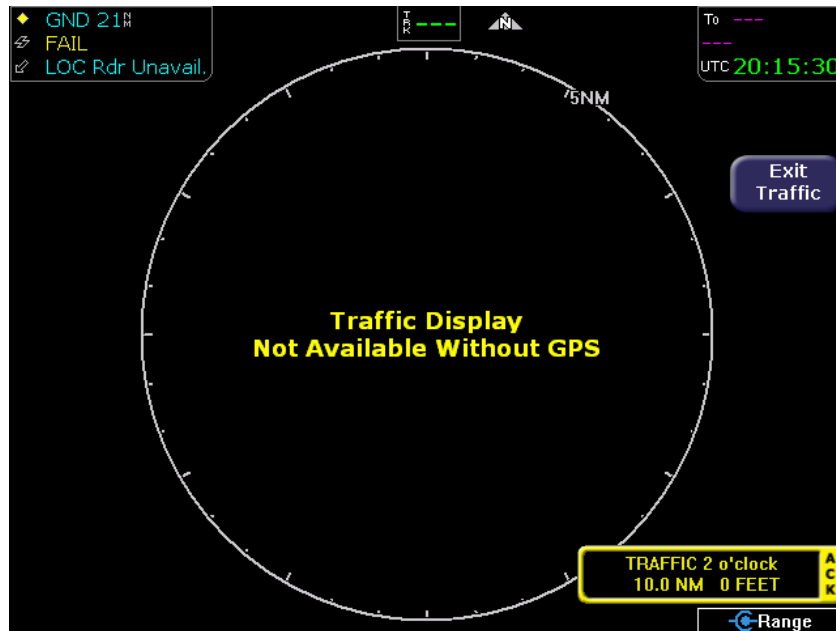 GND 21NM
FAIL
LOC Rdr Unavail.
TRK ---
N
To ---
---
UTC 20:15:30
5NM
Exit
Traffic
Traffic Display
Not Available Without GPS
TRAFFIC 2 o'clock
10.0 NM 0 FEET
ACK
Range